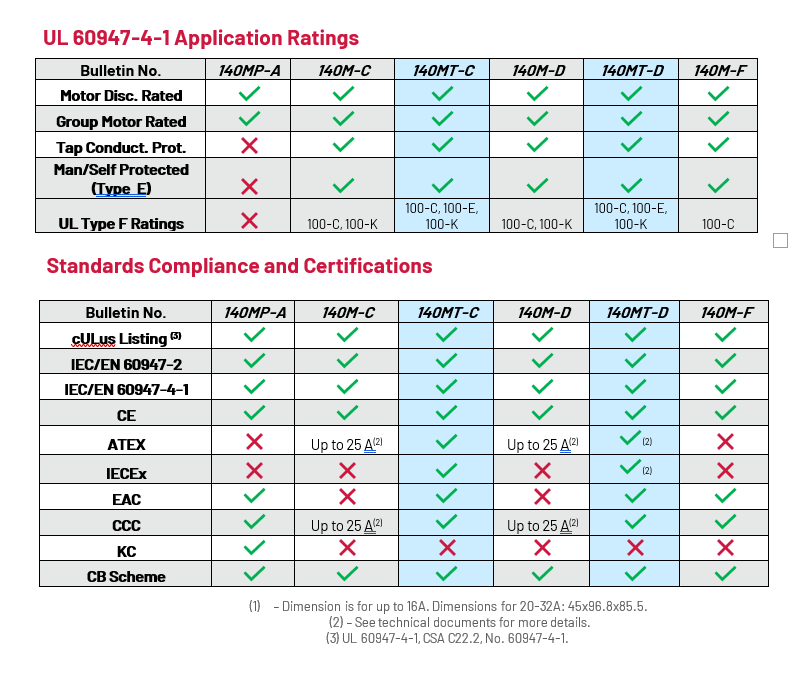 UL 60947-4-1 Application Ratings
Bulletin No. 140MP-A 140M-C 140MT-C 140M-D 140MT-D 140M-F
Motor Disc. Rated
Group Motor Rated
Tap Conduct. Prot.
Man/Self Protected
(Type E)
UL Type F Ratings 100-C, 100-K 100-C, 100-E, 100-K 100-C, 100-K 100-C, 100-E, 100-K 100-C
Standards Compliance and Certifications
Bulletin No. 140MP-A 140M-C 140MT-C 140M-D 140MT-D 140M-F
cULus Listing (3)
IEC/EN 60947-2
IEC/EN 60947-4-1
CE
ATEX Up to 25 A(2) Up to 25 A(2) (2)
IECEx (2)
EAC
CCC Up to 25 A(2) Up to 25 A(2)
KC
CB Scheme
(1) – Dimension is for up to 16A. Dimensions for 20-32A: 45x96.8x85.5.
(2) – See technical documents for more details.
(3) UL 60947-4-1, CSA C22.2, No. 60947-4-1.